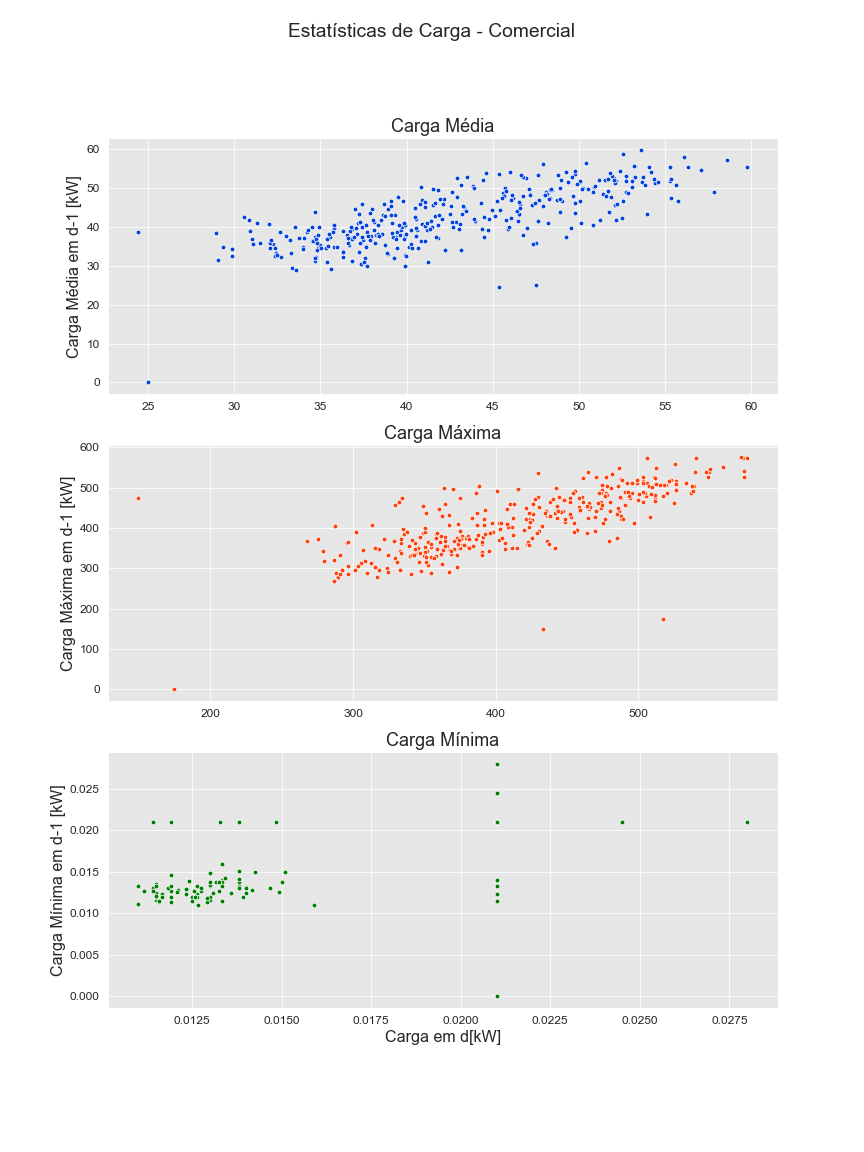 Estatísticas de Carga - Comercial
Carga Média
Carga Média em d-1 [kW]
60
50
40
30
20
10
0
25 30 35 40 45 50 55 60
Carga Máxima
Carga Máxima em d-1 [kW]
600
500
400
300
200
100
0
200 300 400 500
Carga Mínima
Carga Mínima em d-1 [kW]
0.025
0.020
0.015
0.010
0.005
0.000
0.0125 0.0150 0.0175 0.0200 0.0225 0.0250 0.0275
Carga em d[kW]